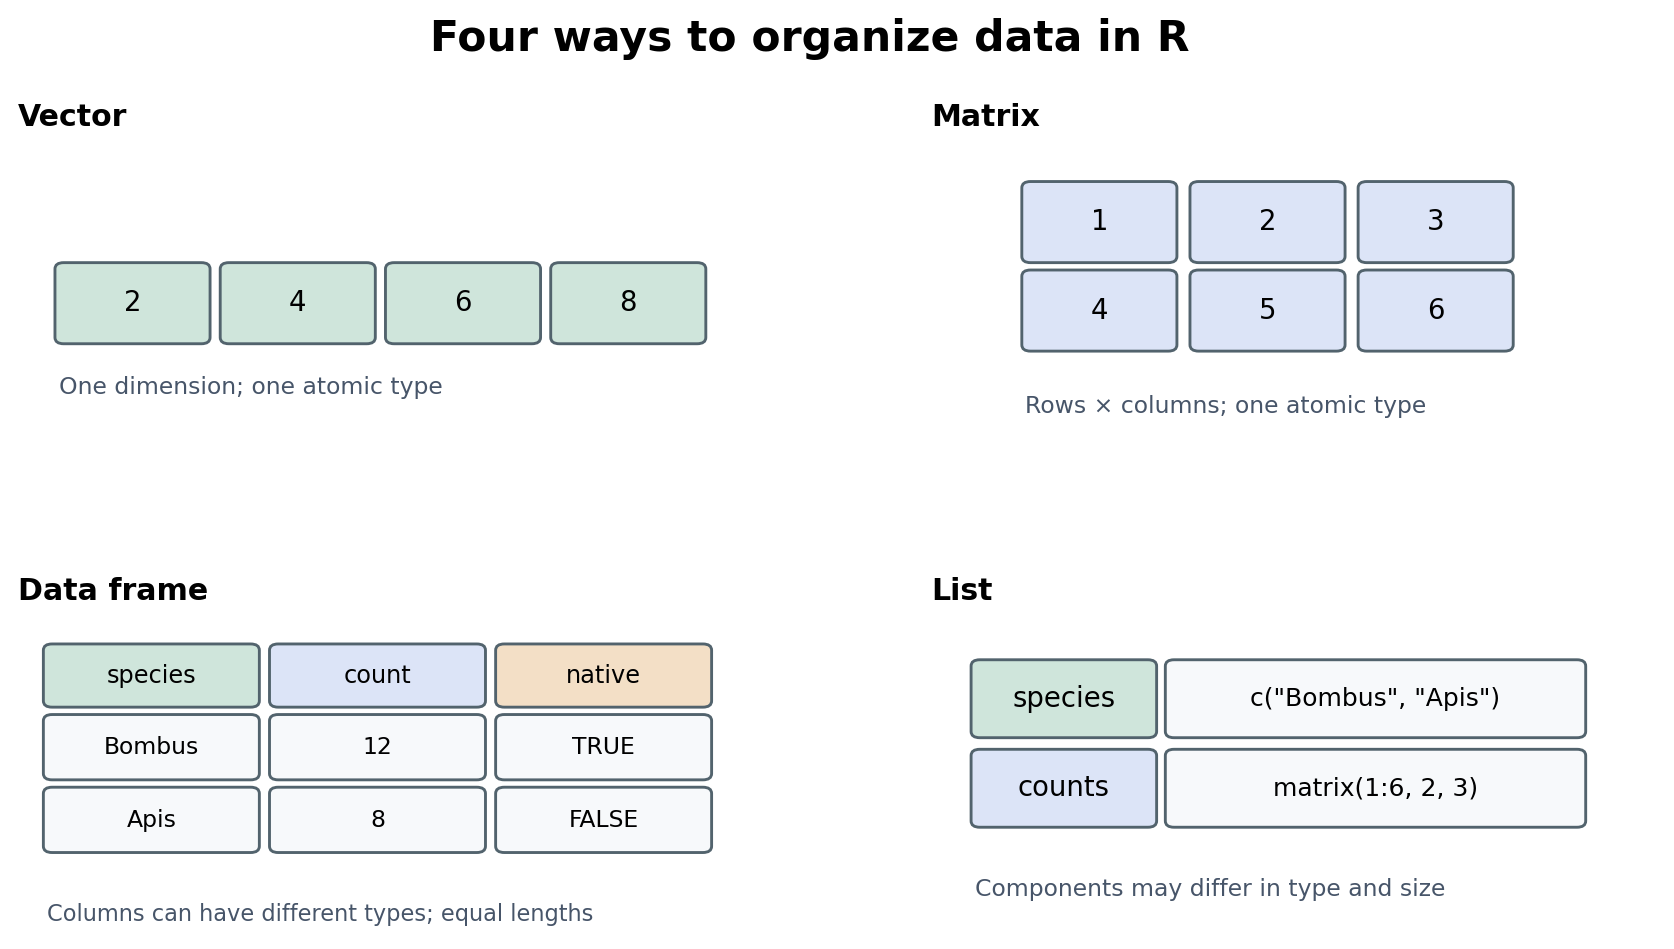 Four ways to organize data in R
Vector
2 4 6 8
One dimension; one atomic type
Matrix
1 2 3
4 5 6
Rows × columns; one atomic type
Data frame
species count native
Bombus 12 TRUE
Apis 8 FALSE
Columns can have different types; equal lengths
List
species c("Bombus", "Apis")
counts matrix(1:6, 2, 3)
Components may differ in type and size